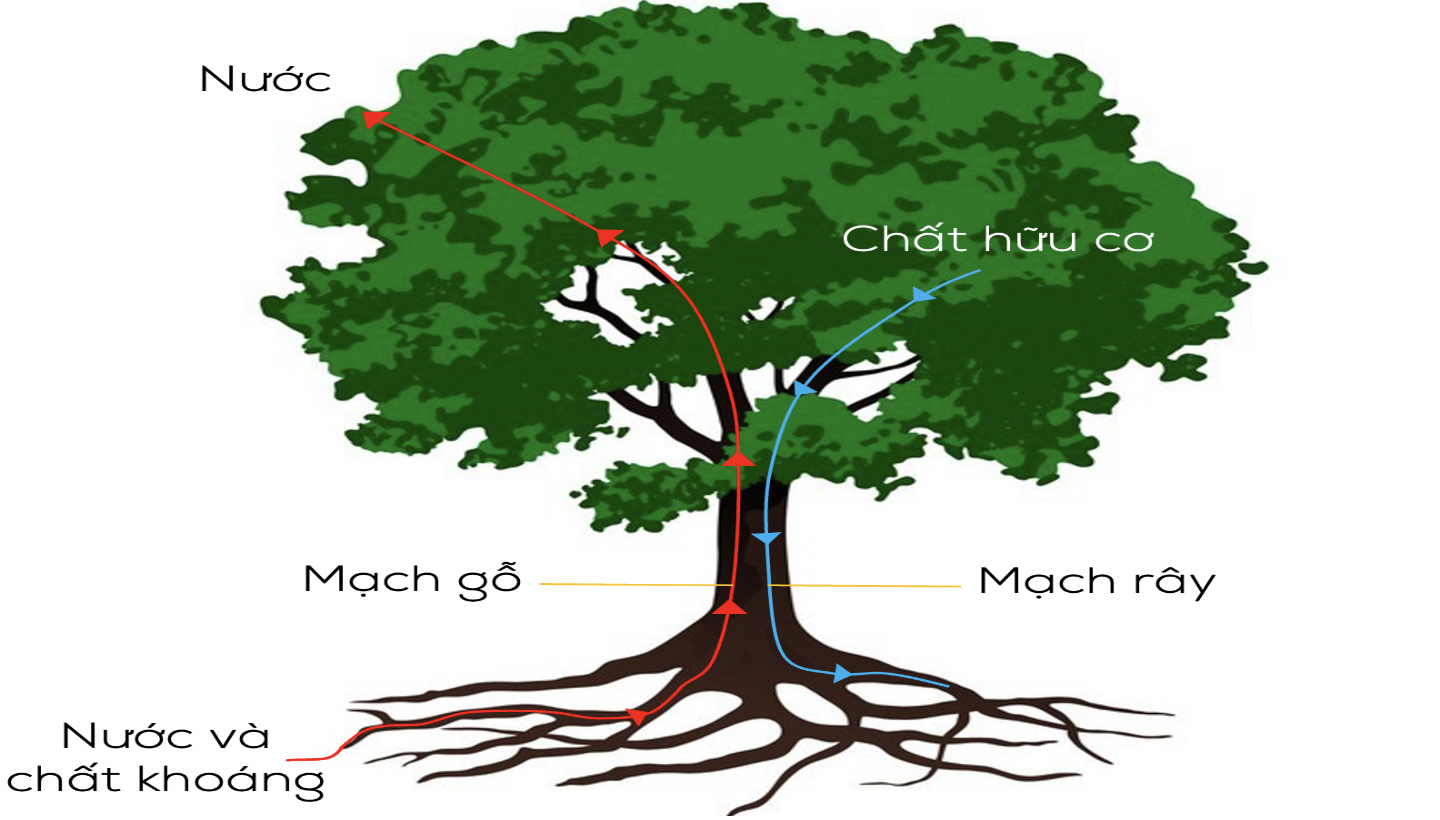 Nước
Chất hữu cơ
Mạch gỗ
Mạch rây
Nước và
chất khoáng